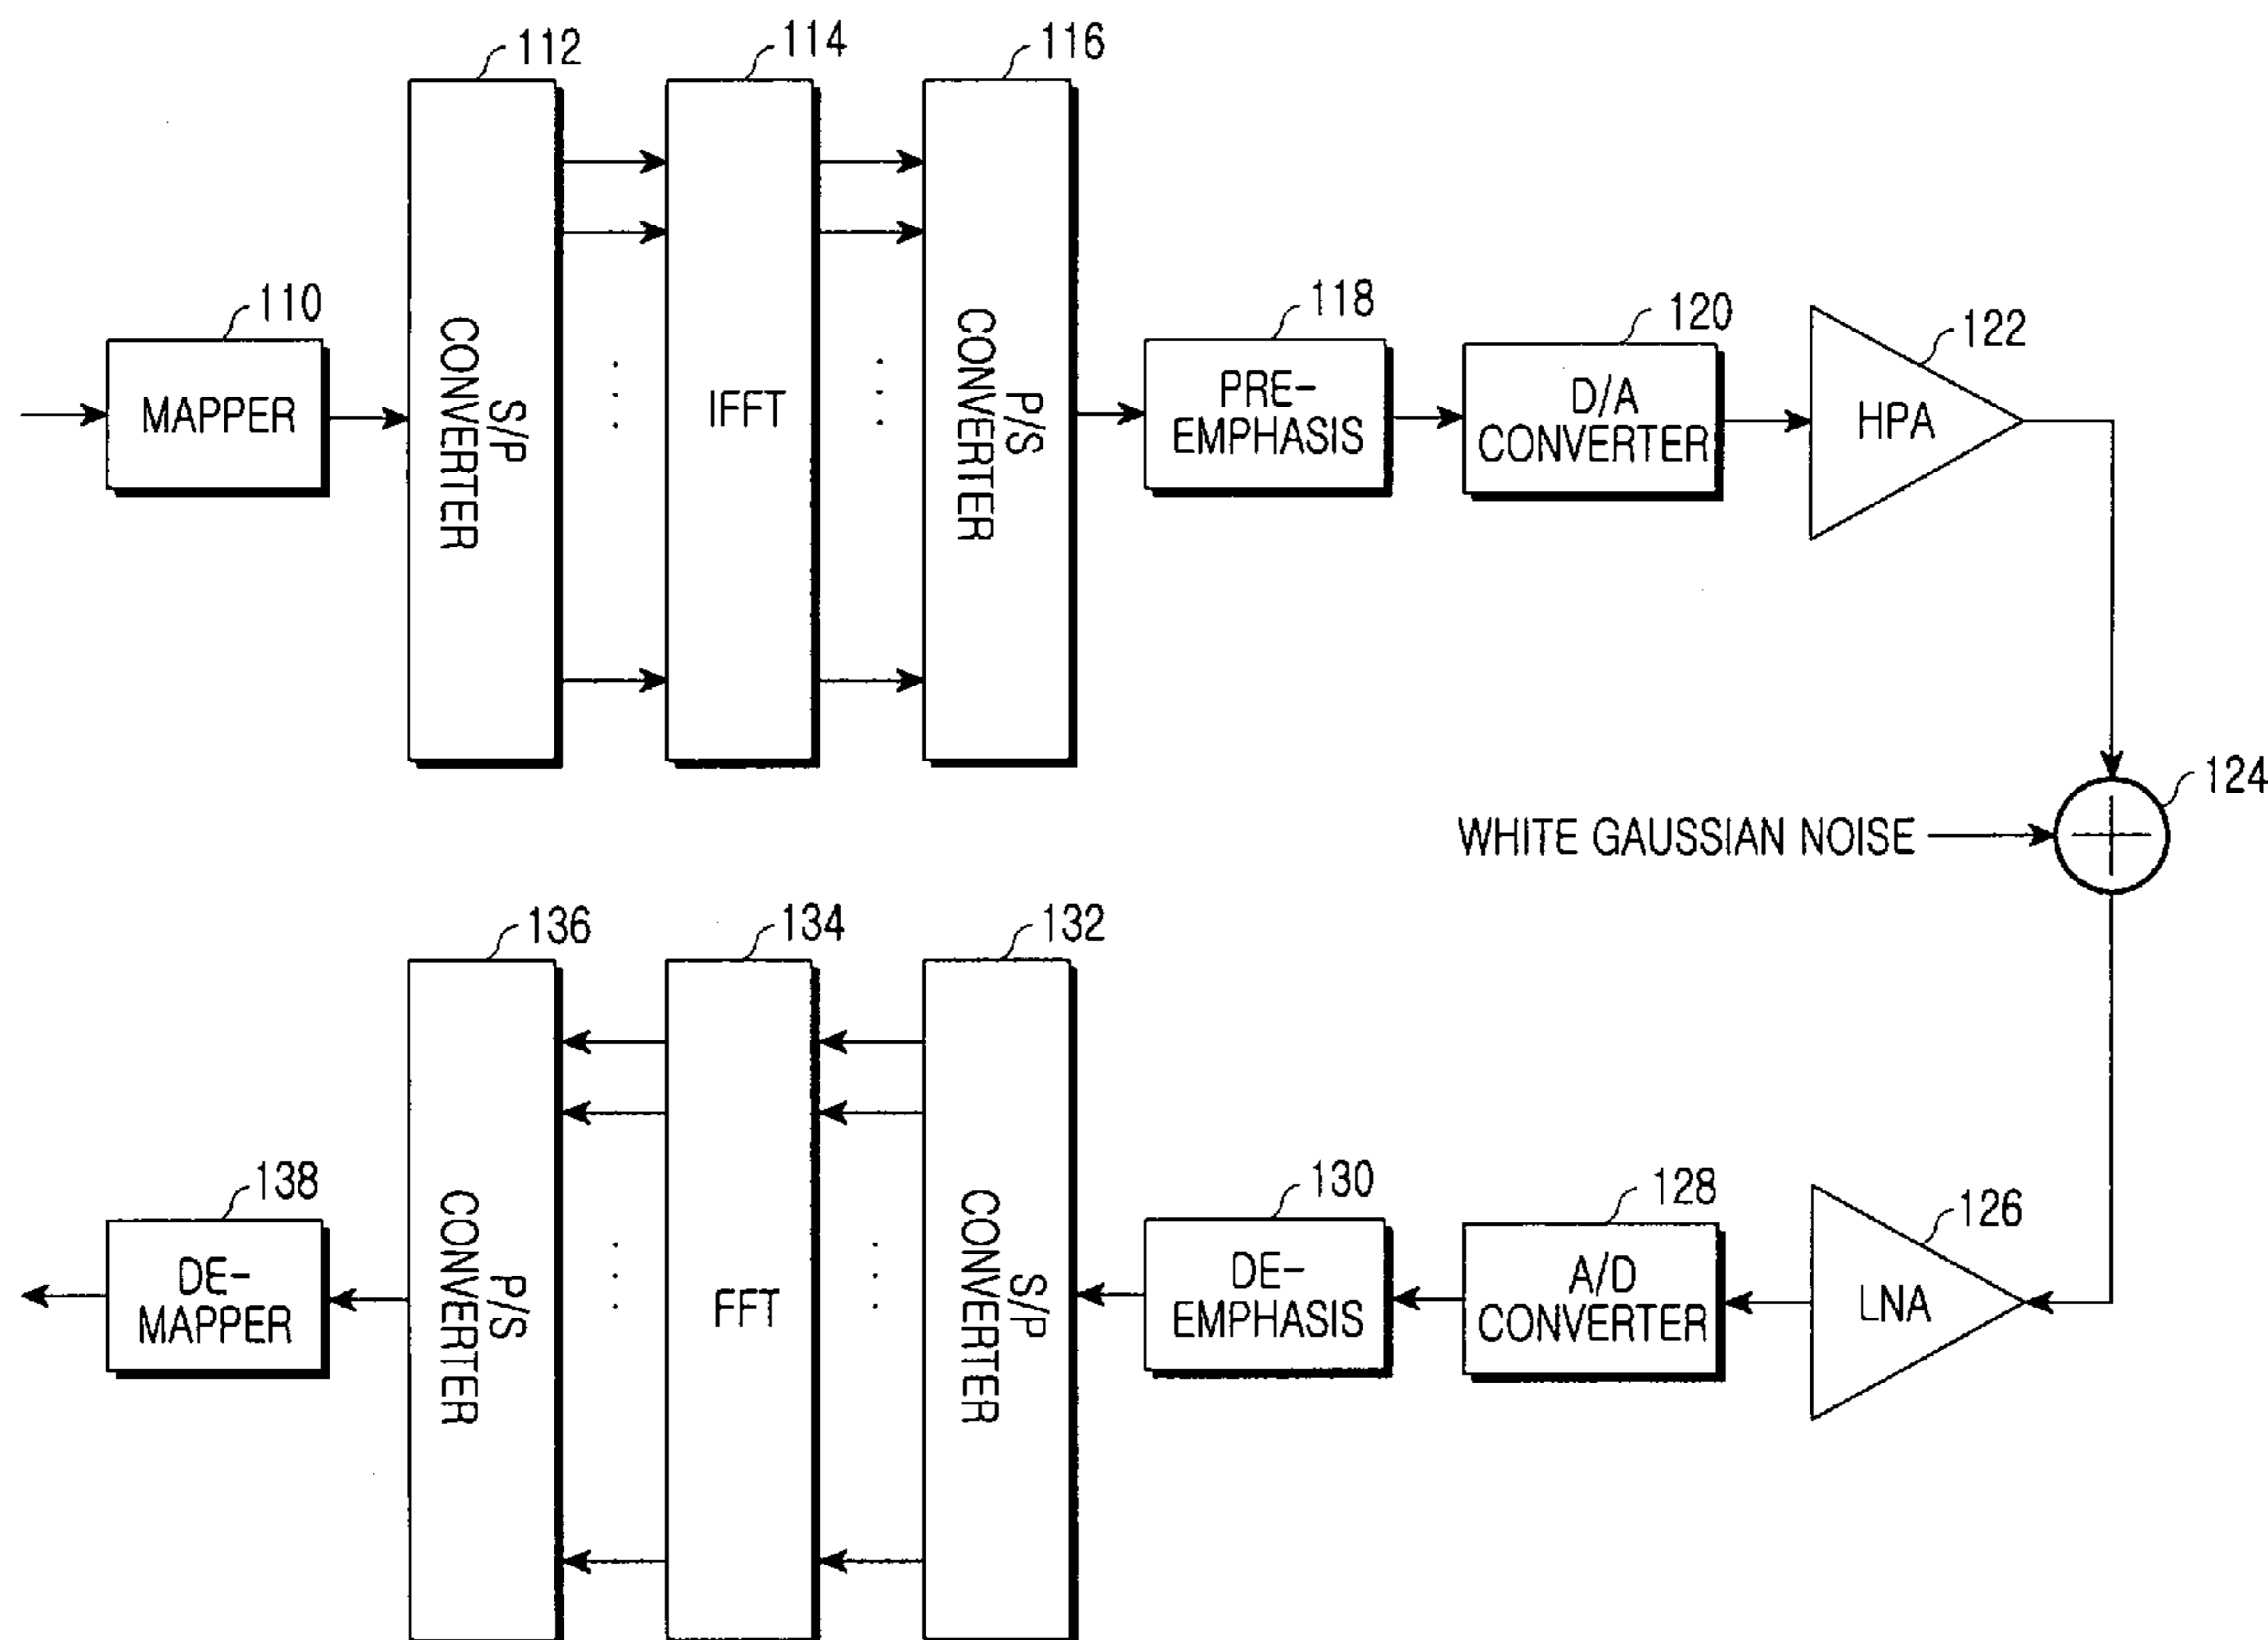 112
114
116
110
118
120
122
MAPPER
S/P
CONVERTER
IFFT
P/S
CONVERTER
PRE-
EMPHASIS
D/A
CONVERTER
HPA
124
WHITE GAUSSIAN NOISE
136
134
132
138
130
128
126
DE-
MAPPER
P/S
CONVERTER
FFT
S/P
CONVERTER
DE-
EMPHASIS
A/D
CONVERTER
LNA